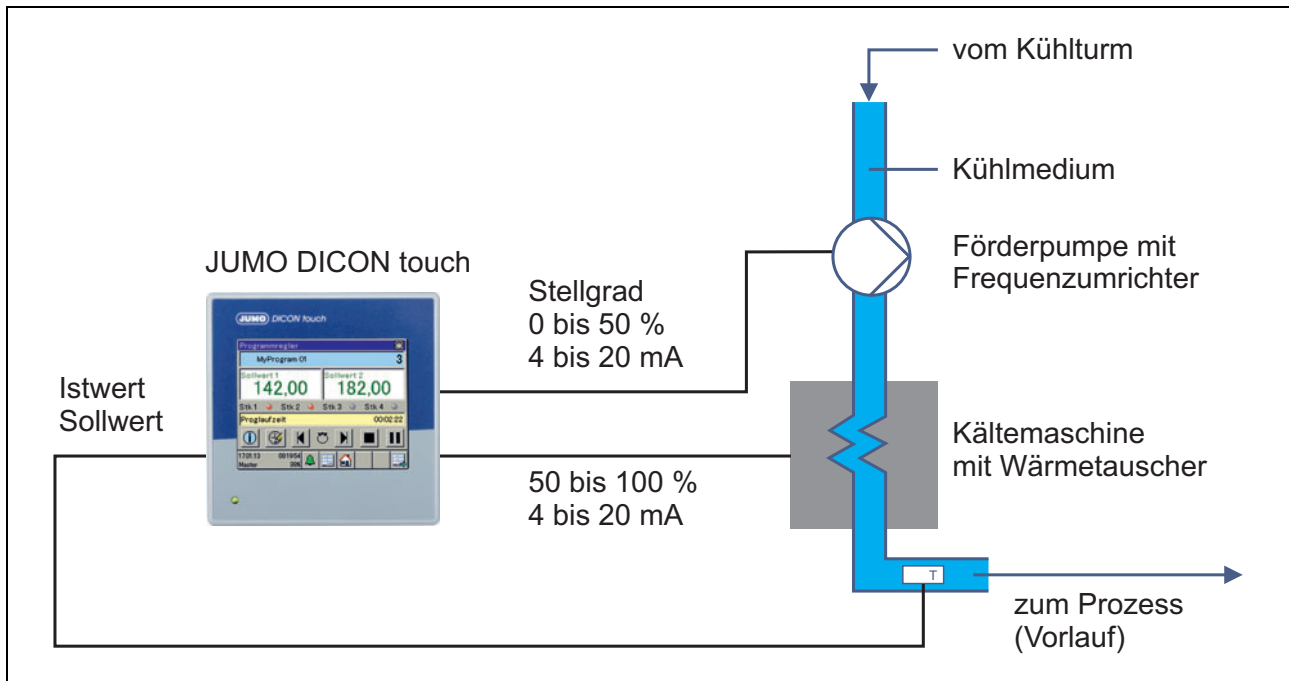 vom Kühlturm
Kühlmedium
Förderpumpe mit
Frequenzumrichter
JUMO DICON touch
Stellgrad
0 bis 50 %
4 bis 20 mA
JUMO DICON touch
Programmregler
MyProgram 01
3
Sollwert 1
Sollwert 2
142,00
182,00
Stk 1
Stk 2
Stk 3
Stk 4
Proglaufzeit
00:02:22
Master
Istwert
Sollwert
50 bis 100 %
4 bis 20 mA
Kältemaschine
mit Wärmetauscher
T
zum Prozess
(Vorlauf)